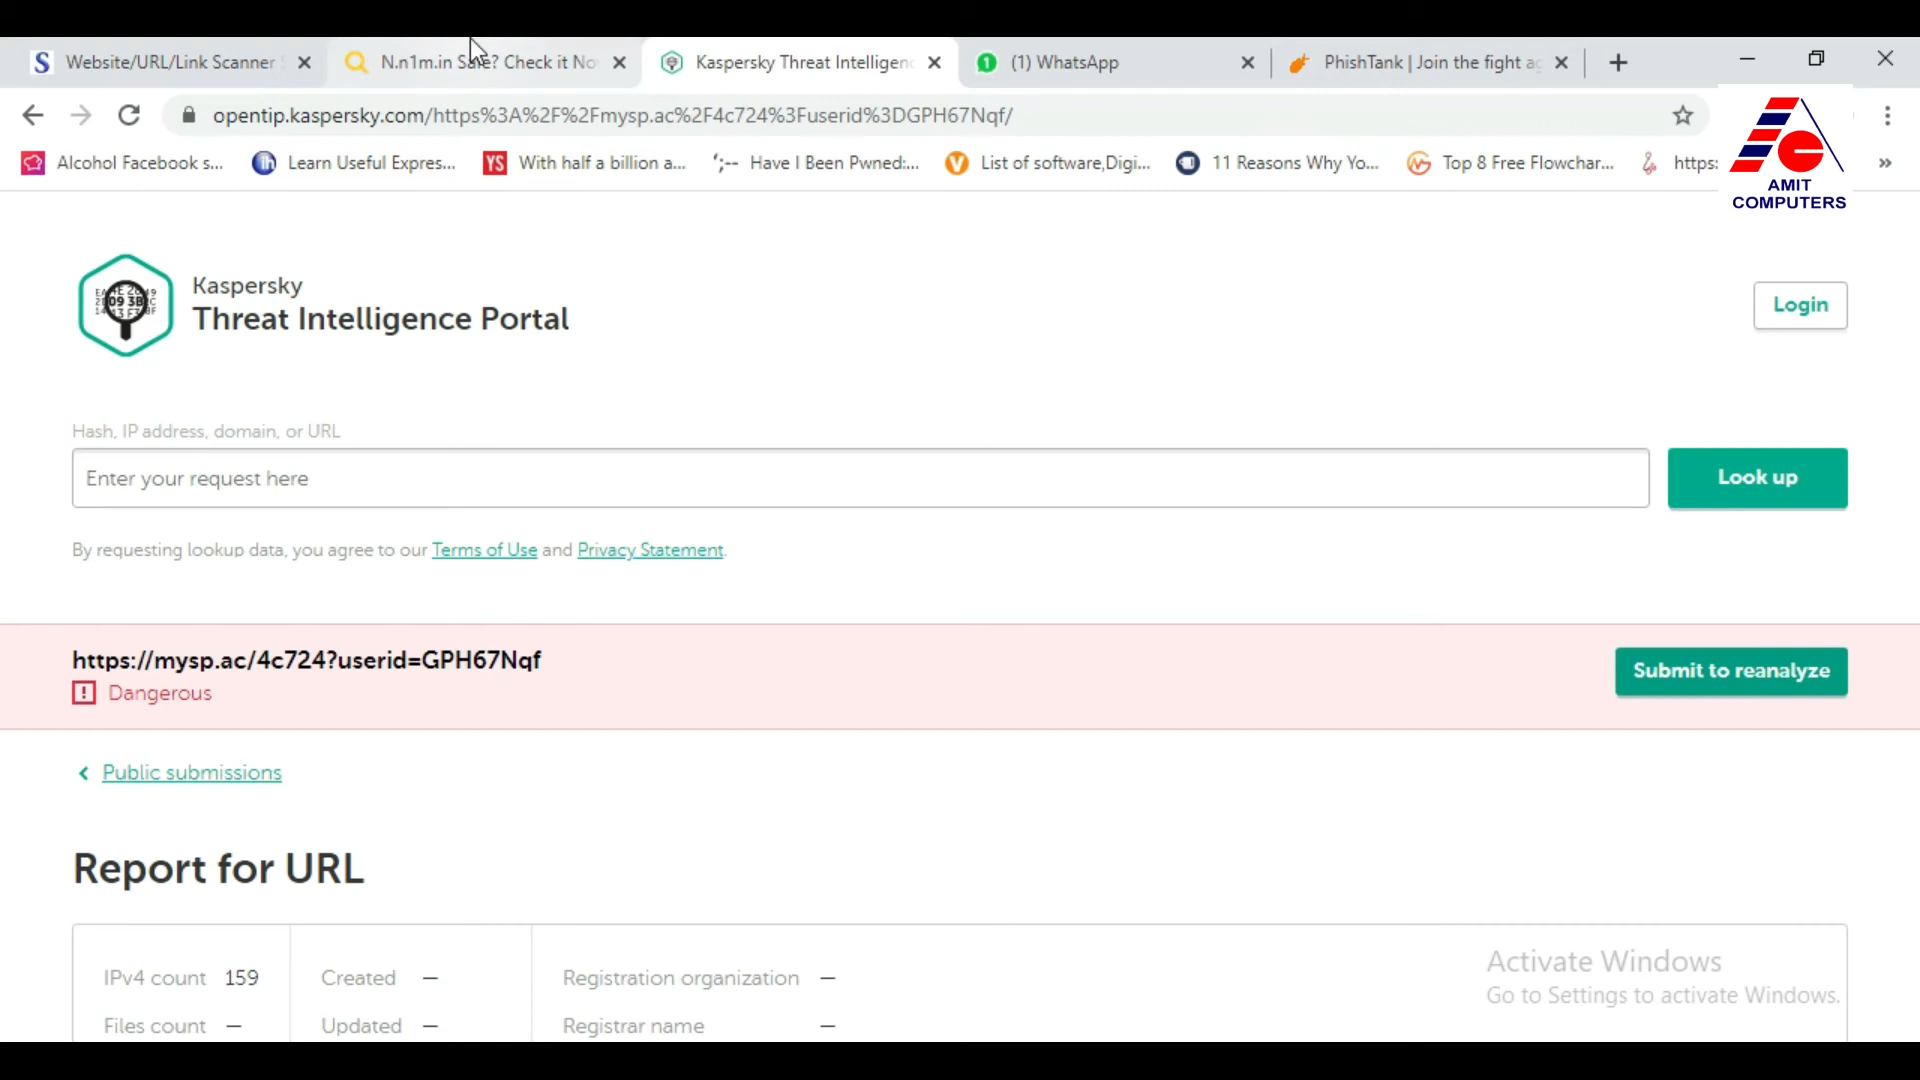 Website/URL/Link Scanner
N.n1m.in Safe? Check it No
Kaspersky Threat Intelligenc
(1) WhatsApp
PhishTank | Join the fight ag
opentip.kaspersky.com/https%3A%2F%2Fmysp.ac%2F4c724%3Fuserid%3DGPH67Nqf/
Alcohol Facebook s...
Learn Useful Expres...
YS With half a billion a...
';-- Have I Been Pwned:...
List of software,Digi...
11 Reasons Why Yo...
Top 8 Free Flowchar...
https:
»
AMIT
COMPUTERS
Kaspersky
Threat Intelligence Portal
Login
Hash, IP address, domain, or URL
Enter your request here
Look up
By requesting lookup data, you agree to our Terms of Use and Privacy Statement.
https://mysp.ac/4c724?userid=GPH67Nqf
Dangerous
Submit to reanalyze
Public submissions
Report for URL
IPv4 count 159
Created —
Registration organization —
Files count —
Updated —
Registrar name —
Activate Windows
Go to Settings to activate Windows.